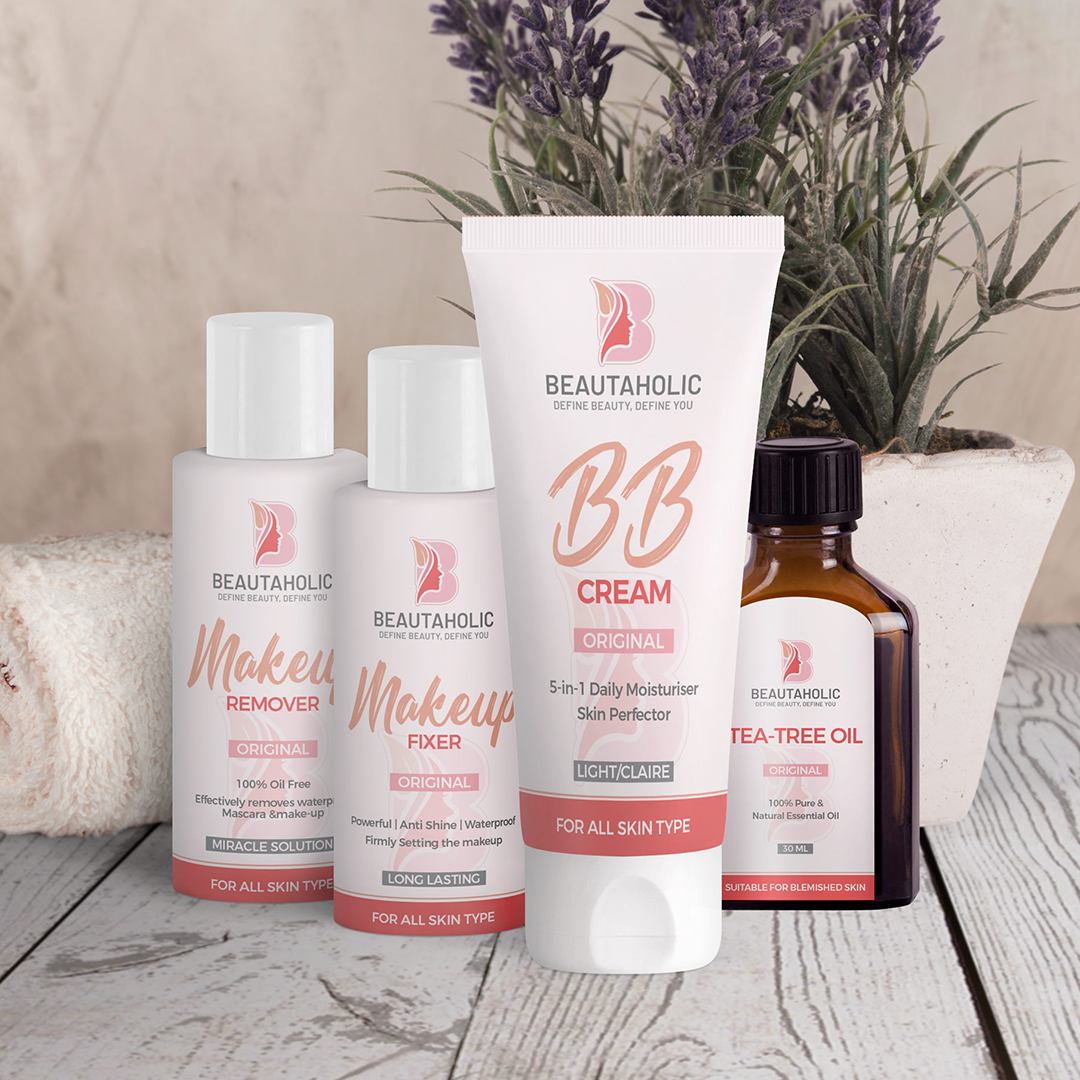 BEAUTAHOLIC
DEFINE BEAUTY, DEFINE YOU
REMOVER
ORIGINAL
100% Oil Free
Effectively removes
Mascara &make-up
MIRACLE SOLUTION
FOR ALL SKIN TYPE
BEAUTAHOLIC
DEFINE BEAUTY, DEFINE YOU
Makeup
FIXER
ORIGINAL
Powerful | Anti Shine | Waterproof
Firmly Setting the makeup
LONG LASTING
FOR ALL SKIN TYPE
B
BEAUTAHOLIC
DEFINE BEAUTY, DEFINE YOU
BB
CREAM
ORIGINAL
5-in-1 Daily Moisturiser
Skin Perfector
LIGHT/CLAIRE
FOR ALL SKIN TYPE
BEAUTAHOLIC
DEFINE BEAUTY, DEFINE YOU
TEA-TREE OIL
ORIGINAL
100% Pure &
Natural Essential Oil
30 ML
SUITABLE FOR BLEMISHED SKIN